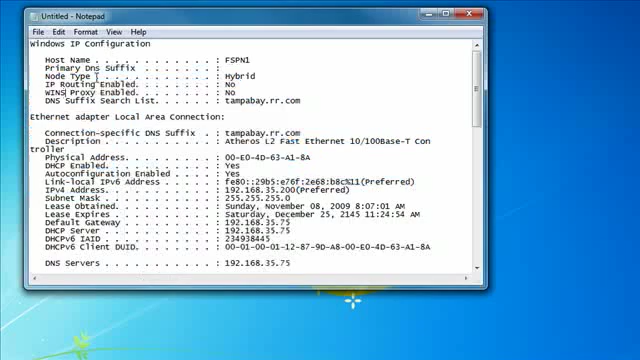 Untitled - Notepad
File Edit Format View Help
Windows IP Configuration
Host Name . . . . . . . . . . . . : FSPN1
Primary Dns Suffix . . . . . . . :
Node Type . . . . . . . . . . . . : Hybrid
IP Routing Enabled. . . . . . . . : No
WINS Proxy Enabled. . . . . . . . : No
DNS Suffix Search List. . . . . . : tampabay.rr.com
Ethernet adapter Local Area Connection:
Connection-specific DNS Suffix . : tampabay.rr.com
Description . . . . . . . . . . . : Atheros L2 Fast Ethernet 10/100Base-T Con
troller
Physical Address. . . . . . . . . : 00-E0-4D-63-A1-8A
DHCP Enabled. . . . . . . . . . . : Yes
Autoconfiguration Enabled . . . . : Yes
Link-local IPv6 Address . . . . . : fe80::29b5:e76f:2e68:b8c%11(Preferred)
IPv4 Address. . . . . . . . . . . : 192.168.35.200(Preferred)
Subnet Mask . . . . . . . . . . . : 255.255.255.0
Lease Obtained. . . . . . . . . . : Sunday, November 08, 2009 8:07:01 AM
Lease Expires . . . . . . . . . . : Saturday, December 25, 2145 11:24:54 AM
Default Gateway . . . . . . . . . : 192.168.35.75
DHCP Server . . . . . . . . . . . : 192.168.35.75
DHCPv6 IAID . . . . . . . . . . . : 234938445
DHCPv6 Client DUID. . . . . . . . : 00-01-00-01-12-87-9D-A8-00-E0-4D-63-A1-8A
DNS Servers . . . . . . . . . . . : 192.168.35.75